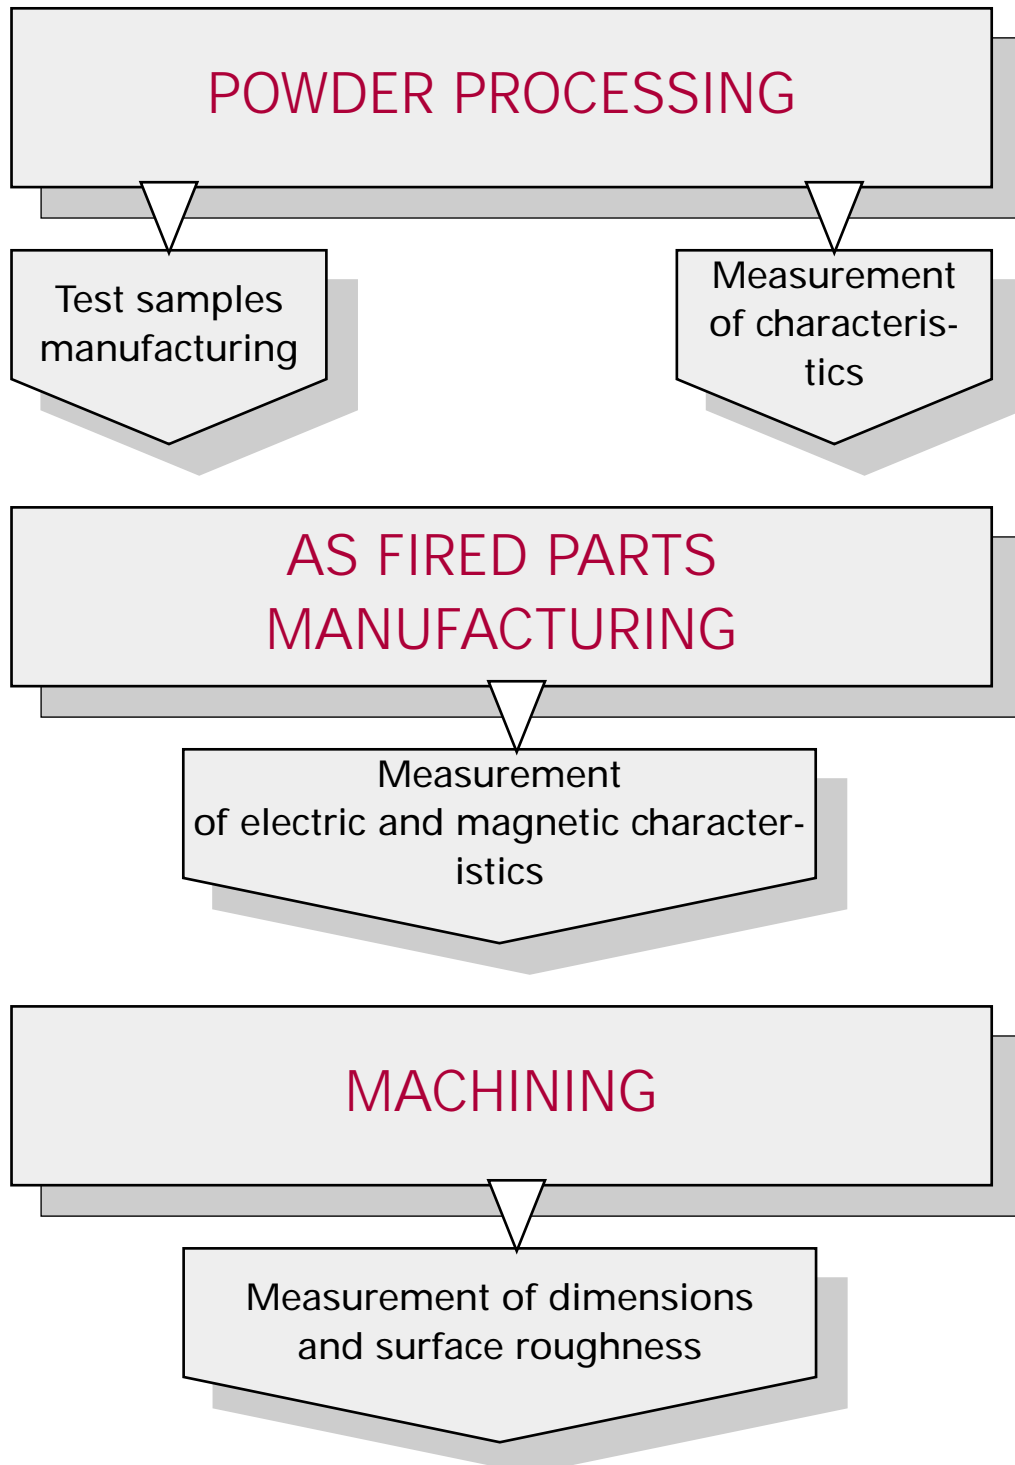 POWDER PROCESSING
Test samples
manufacturing
Measurement
of characteris-
tics
AS FIRED PARTS
MANUFACTURING
Measurement
of electric and magnetic character-
istics
MACHINING
Measurement of dimensions
and surface roughness